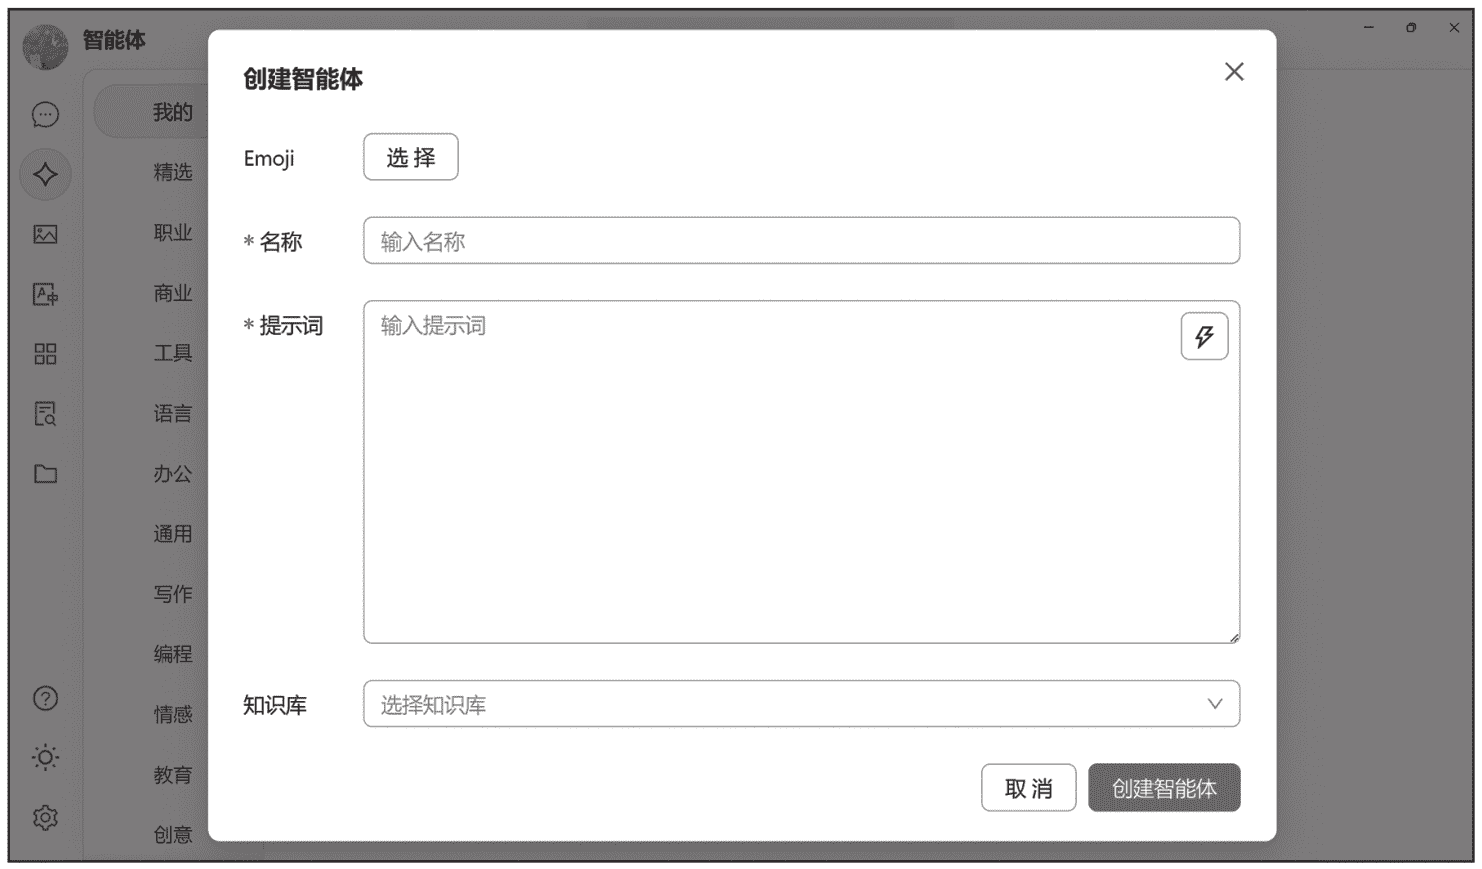 智能体
我的
精选
职业
商业
工具
语言
办公
通用
写作
编程
情感
教育
创意
创建智能体
Emoji
选 择
* 名称
输入名称
* 提示词
输入提示词
知识库
选择知识库
取 消
创建智能体